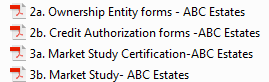 2a. Ownership Entity forms - ABC Estates
2b. Credit Authorization forms - ABC Estates
3a. Market Study Certification-ABC Estates
3b. Market Study- ABC Estates